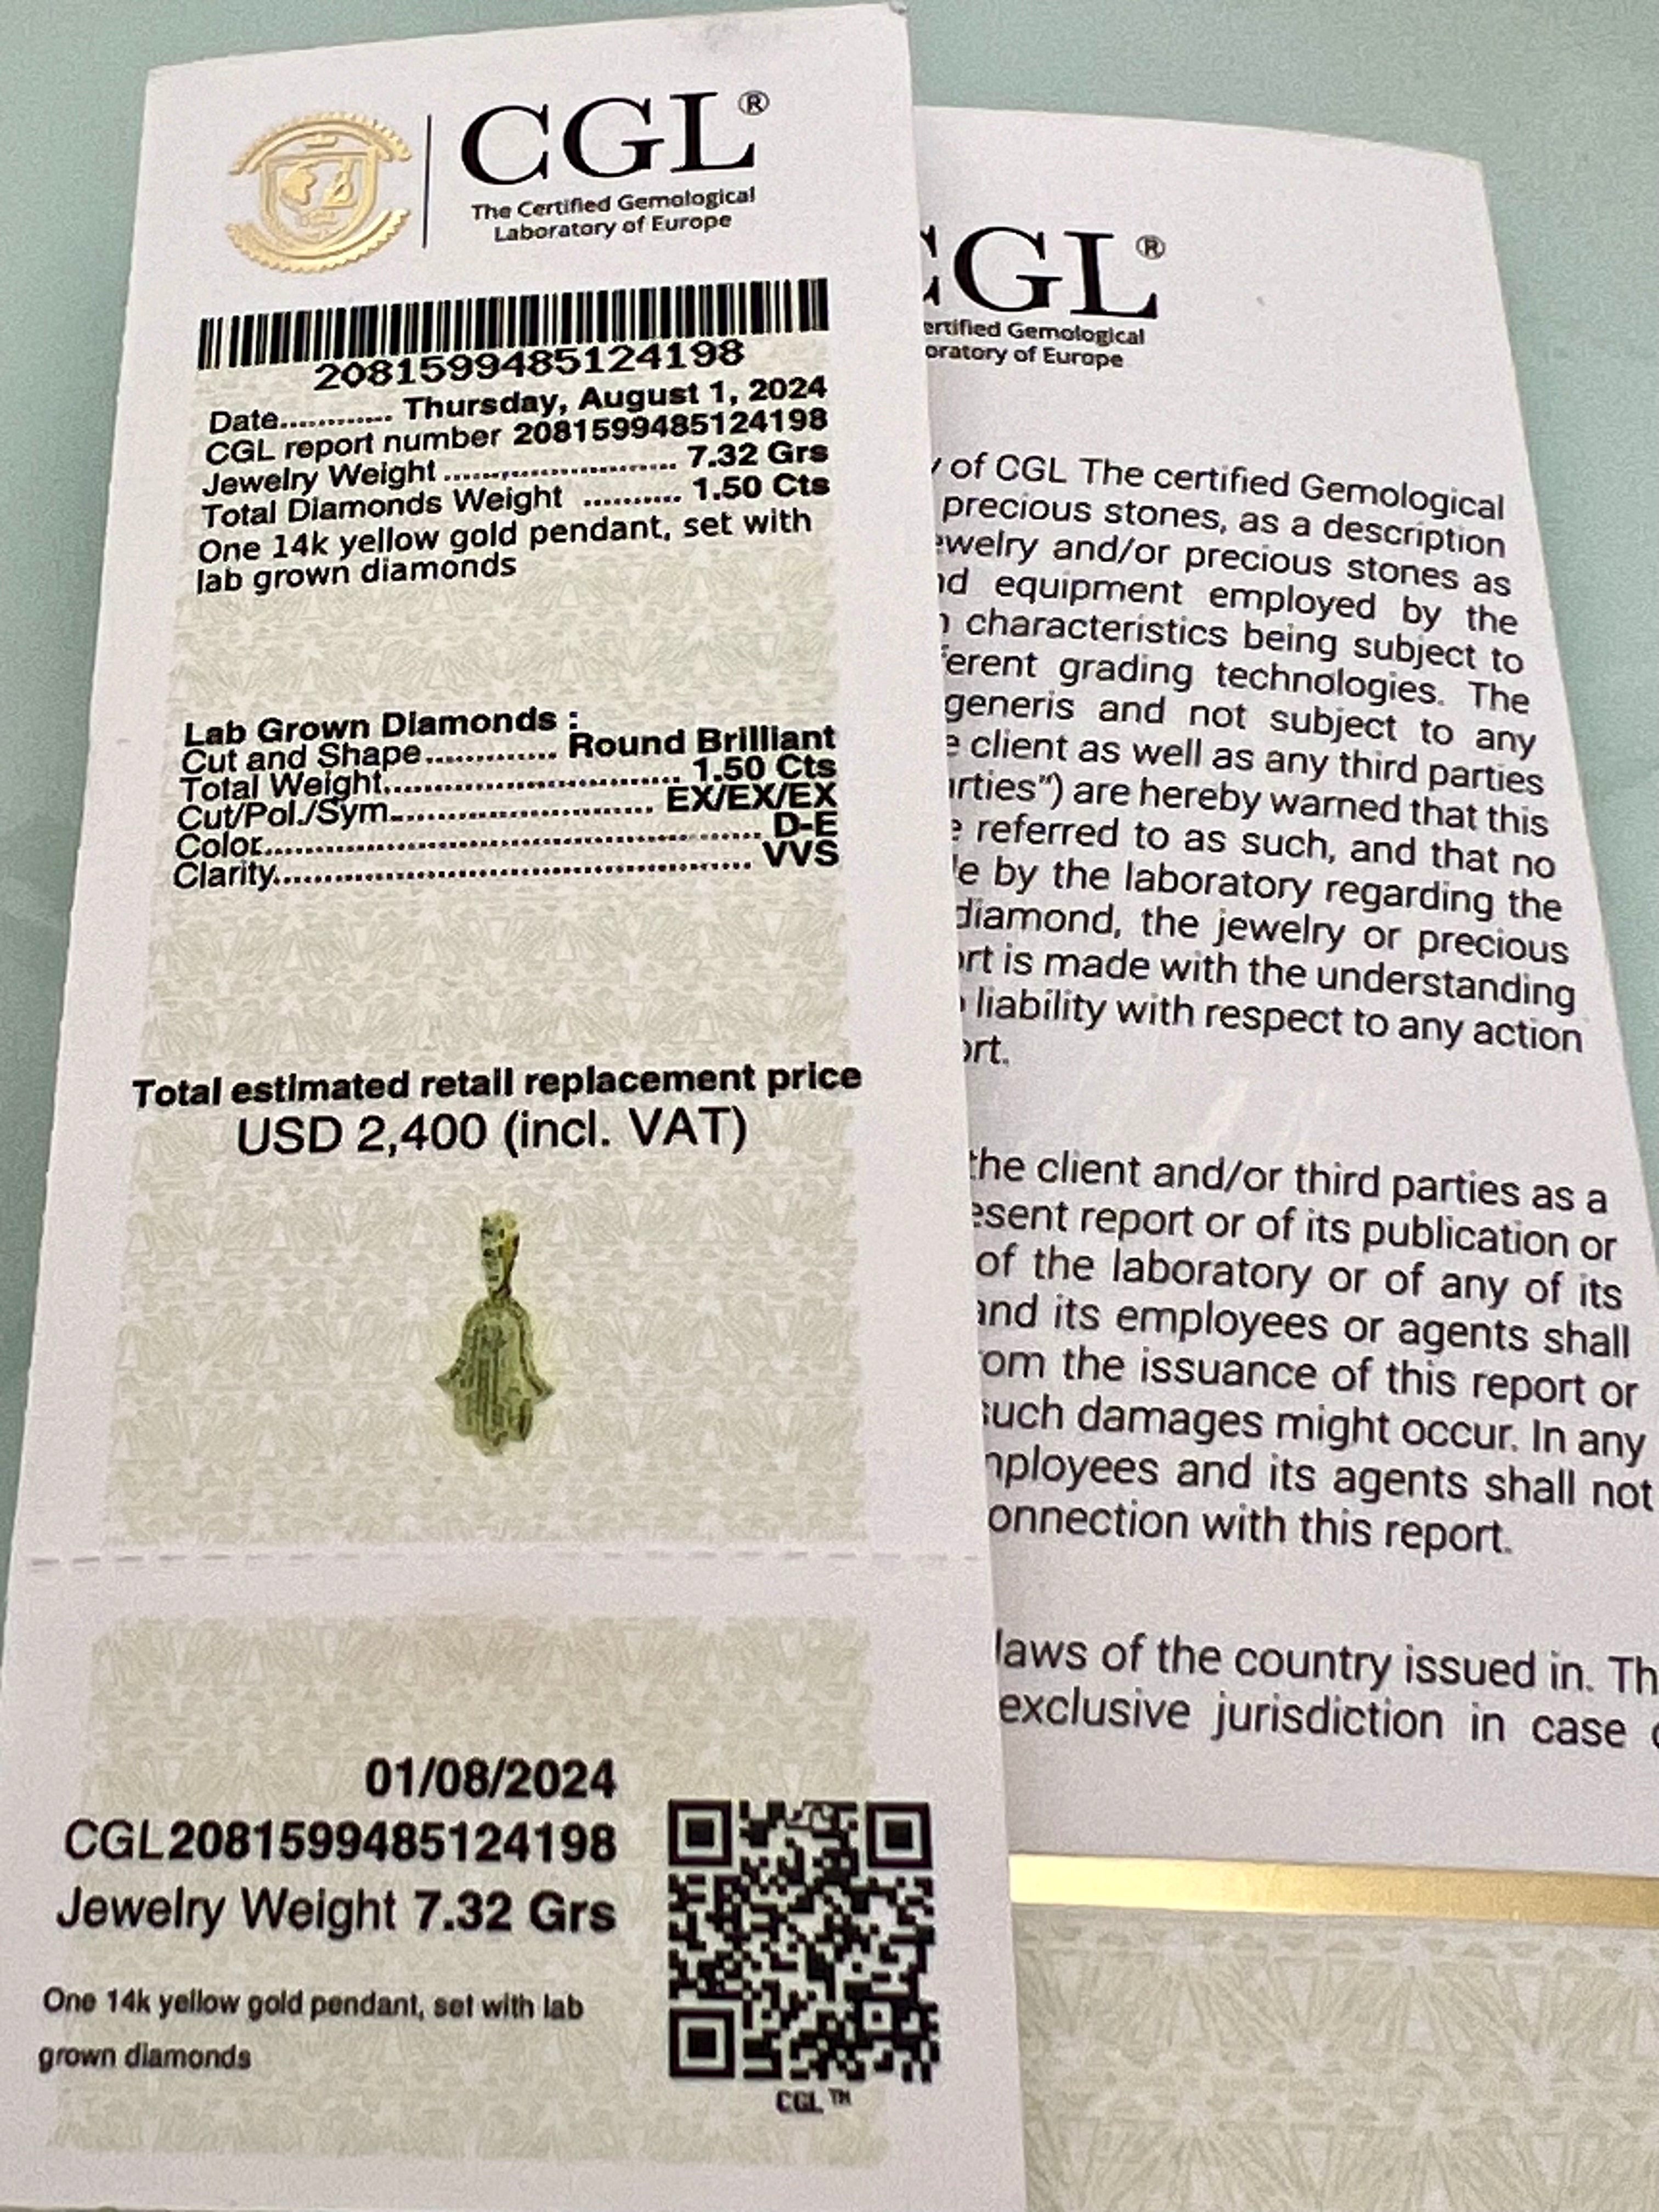 CGL®
The Certified Gemological
Laboratory of Europe
2081599485124198
Date............ Thursday, August 1, 2024
CGL report number 2081599485124198
Jewelry Weight ............................ 7.32 Grs
Total Diamonds Weight .......... 1.50 Cts
One 14k yellow gold pendant, set with
lab grown diamonds
Lab Grown Diamonds :
Cut and Shape............. Round Brilliant
Total Weight................................ 1.50 Cts
Cut/Pol./Sym............................ EX/EX/EX
Color.................................................... D-E
Clarity.................................................. VVS
Total estimated retail replacement price
USD 2,400 (incl. VAT)
01/08/2024
CGL2081599485124198
Jewelry Weight 7.32 Grs
One 14k yellow gold pendant, set with lab
grown diamonds
CGL™
CGL®
ertified Gemological
oratory of Europe
of CGL The certified Gemological
precious stones, as a description
ewelry and/or precious stones as
nd equipment employed by the
characteristics being subject to
ferent grading technologies. The
generis and not subject to any
e client as well as any third parties
arties") are hereby warned that this
e referred to as such, and that no
le by the laboratory regarding the
diamond, the jewelry or precious
ort is made with the understanding
liability with respect to any action
ort.
the client and/or third parties as a
esent report or of its publication or
of the laboratory or of any of its
and its employees or agents shall
om the issuance of this report or
such damages might occur. In any
mployees and its agents shall not
onnection with this report.
laws of the country issued in. Th
exclusive jurisdiction in case